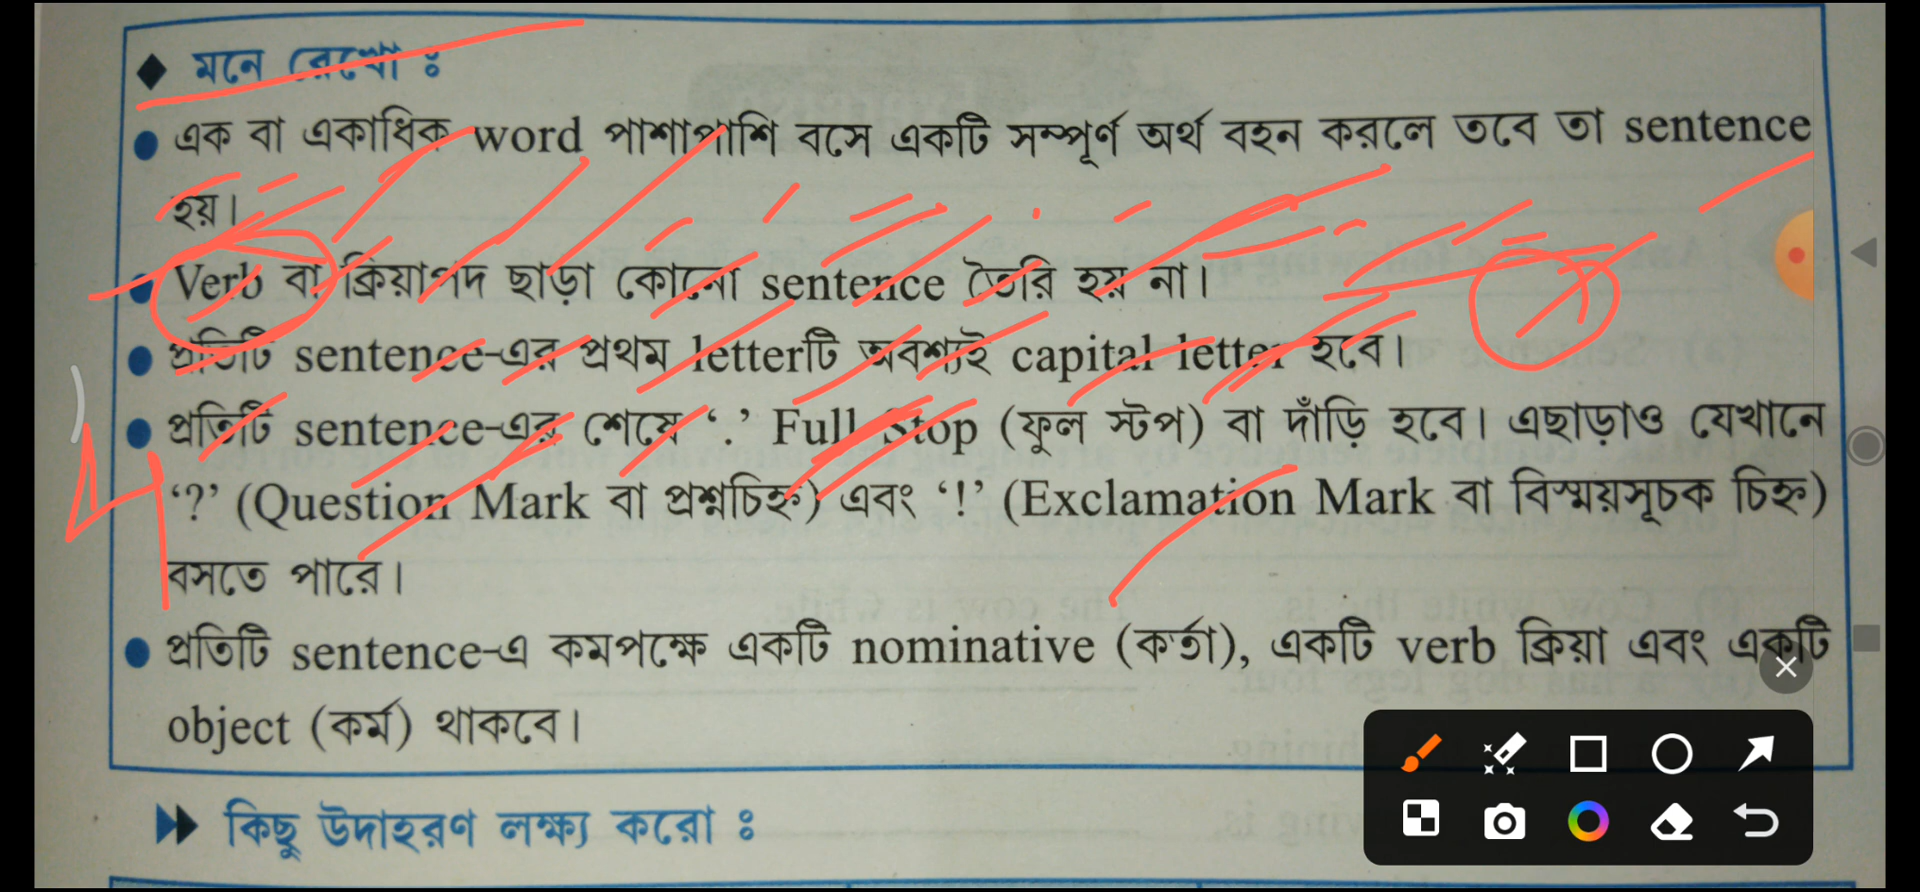 মনে রেখো :
এক বা একাধিক word পাশাপাশি বসে একটি সম্পূর্ণ অর্থ বহন করলে তবে তা sentence
হয়।
Verb বা ক্রিয়াপদ ছাড়া কোনো sentence তৈরি হয় না।
প্রতিটি sentence-এর প্রথম letterটি অবশ্যই capital letter হবে।
প্রতিটি sentence-এর শেষে ‘.’ Full Stop (ফুল স্টপ) বা দাঁড়ি হবে। এছাড়াও যেখানে
‘?’ (Question Mark বা প্রশ্নচিহ্ন) এবং ‘!’ (Exclamation Mark বা বিস্ময়সূচক চিহ্ন)
বসতে পারে।
প্রতিটি sentence-এ কমপক্ষে একটি nominative (কর্তা), একটি verb ক্রিয়া এবং একটি
object (কর্ম) থাকবে।
কিছু উদাহরণ লক্ষ্য করো :